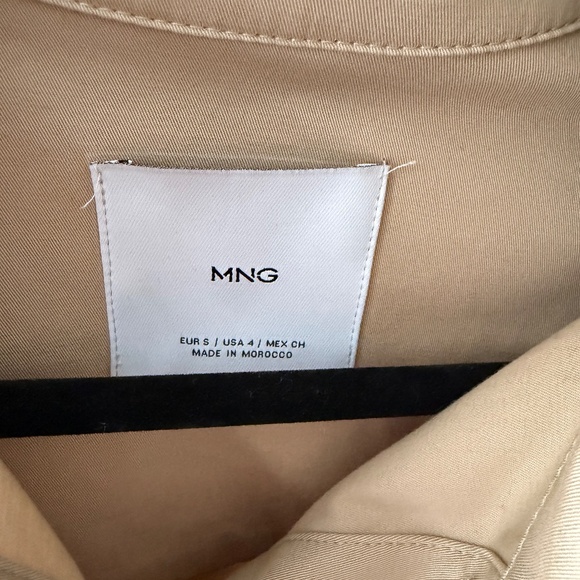 MNG
EUR S / USA 4 / MEX CH
MADE IN MOROCCO